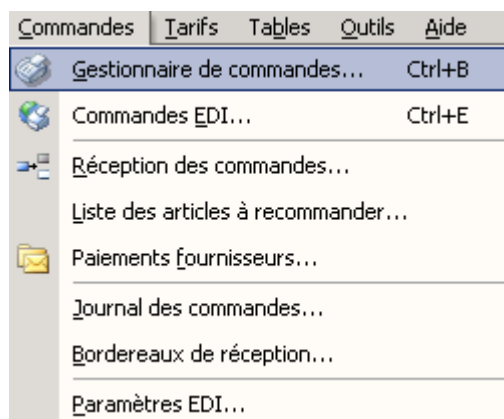 Commandes Tarifs Tables Outils Aide
Gestionnaire de commandes... Ctrl+B
Commandes EDI... Ctrl+E
Réception des commandes...
Liste des articles à recommander...
Paiements fournisseurs...
Journal des commandes...
Bordereaux de réception...
Paramètres EDI...